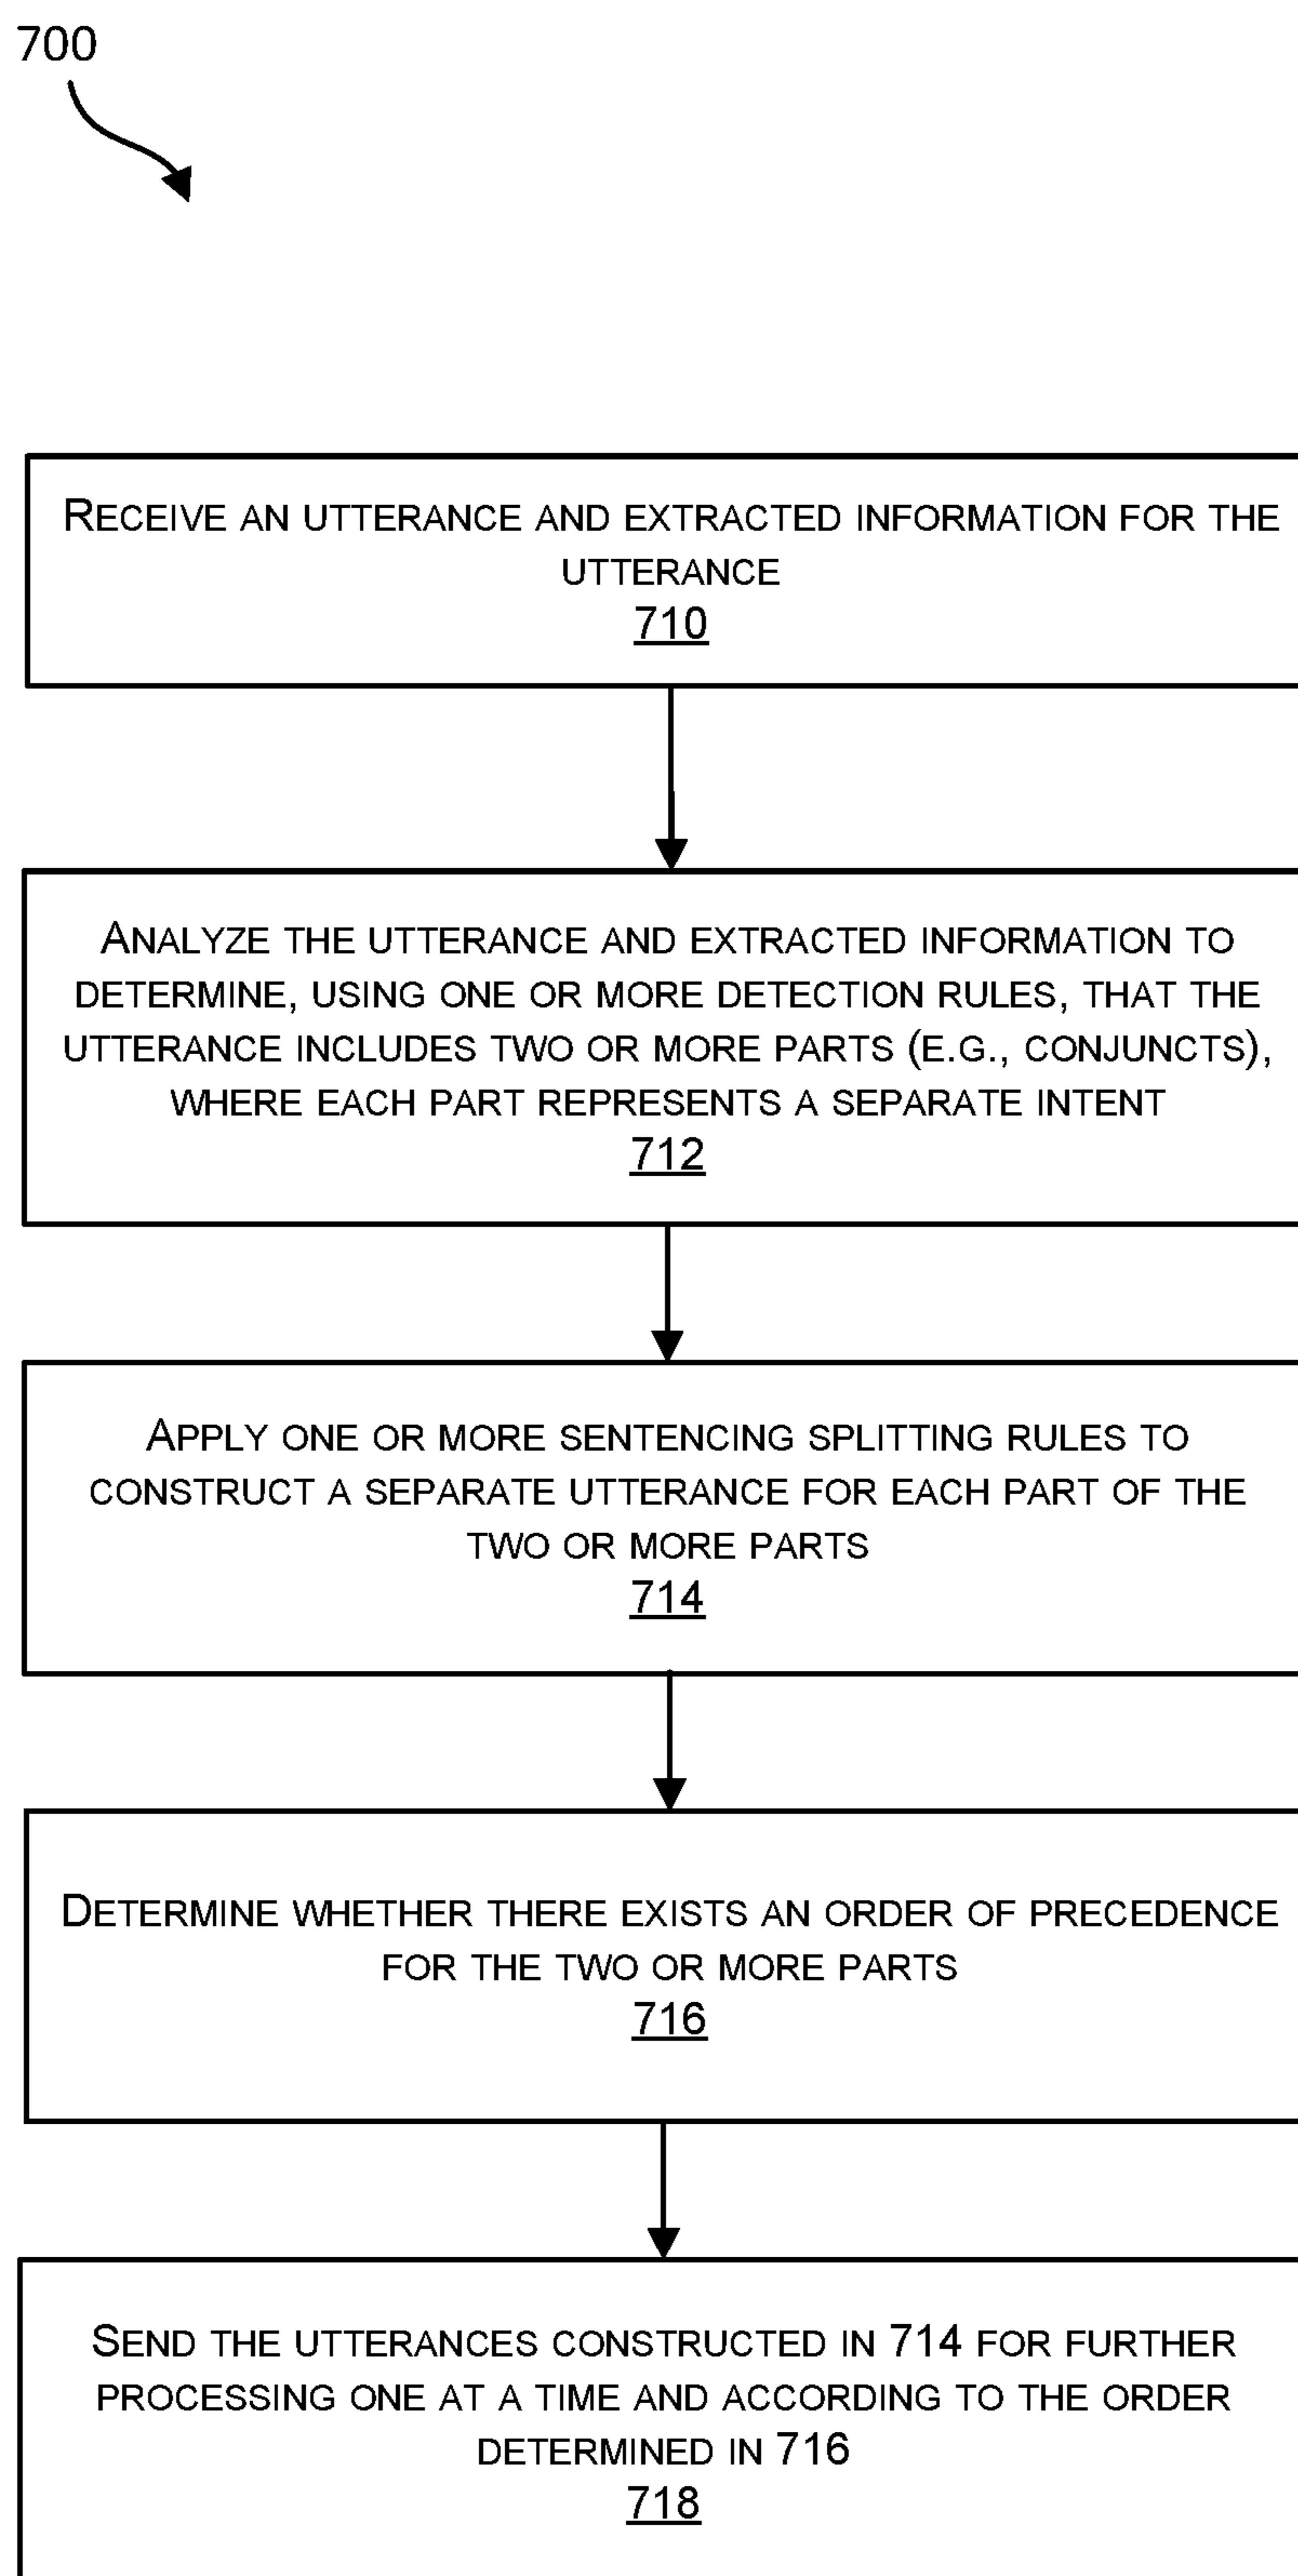 700
RECEIVE AN UTTERANCE AND EXTRACTED INFORMATION FOR THE
UTTERANCE
710
ANALYZE THE UTTERANCE AND EXTRACTED INFORMATION TO
DETERMINE, USING ONE OR MORE DETECTION RULES, THAT THE
UTTERANCE INCLUDES TWO OR MORE PARTS (E.G., CONJUNCTS),
WHERE EACH PART REPRESENTS A SEPARATE INTENT
712
APPLY ONE OR MORE SENTENCING SPLITTING RULES TO
CONSTRUCT A SEPARATE UTTERANCE FOR EACH PART OF THE
TWO OR MORE PARTS
714
DETERMINE WHETHER THERE EXISTS AN ORDER OF PRECEDENCE
FOR THE TWO OR MORE PARTS
716
SEND THE UTTERANCES CONSTRUCTED IN 714 FOR FURTHER
PROCESSING ONE AT A TIME AND ACCORDING TO THE ORDER
DETERMINED IN 716
718